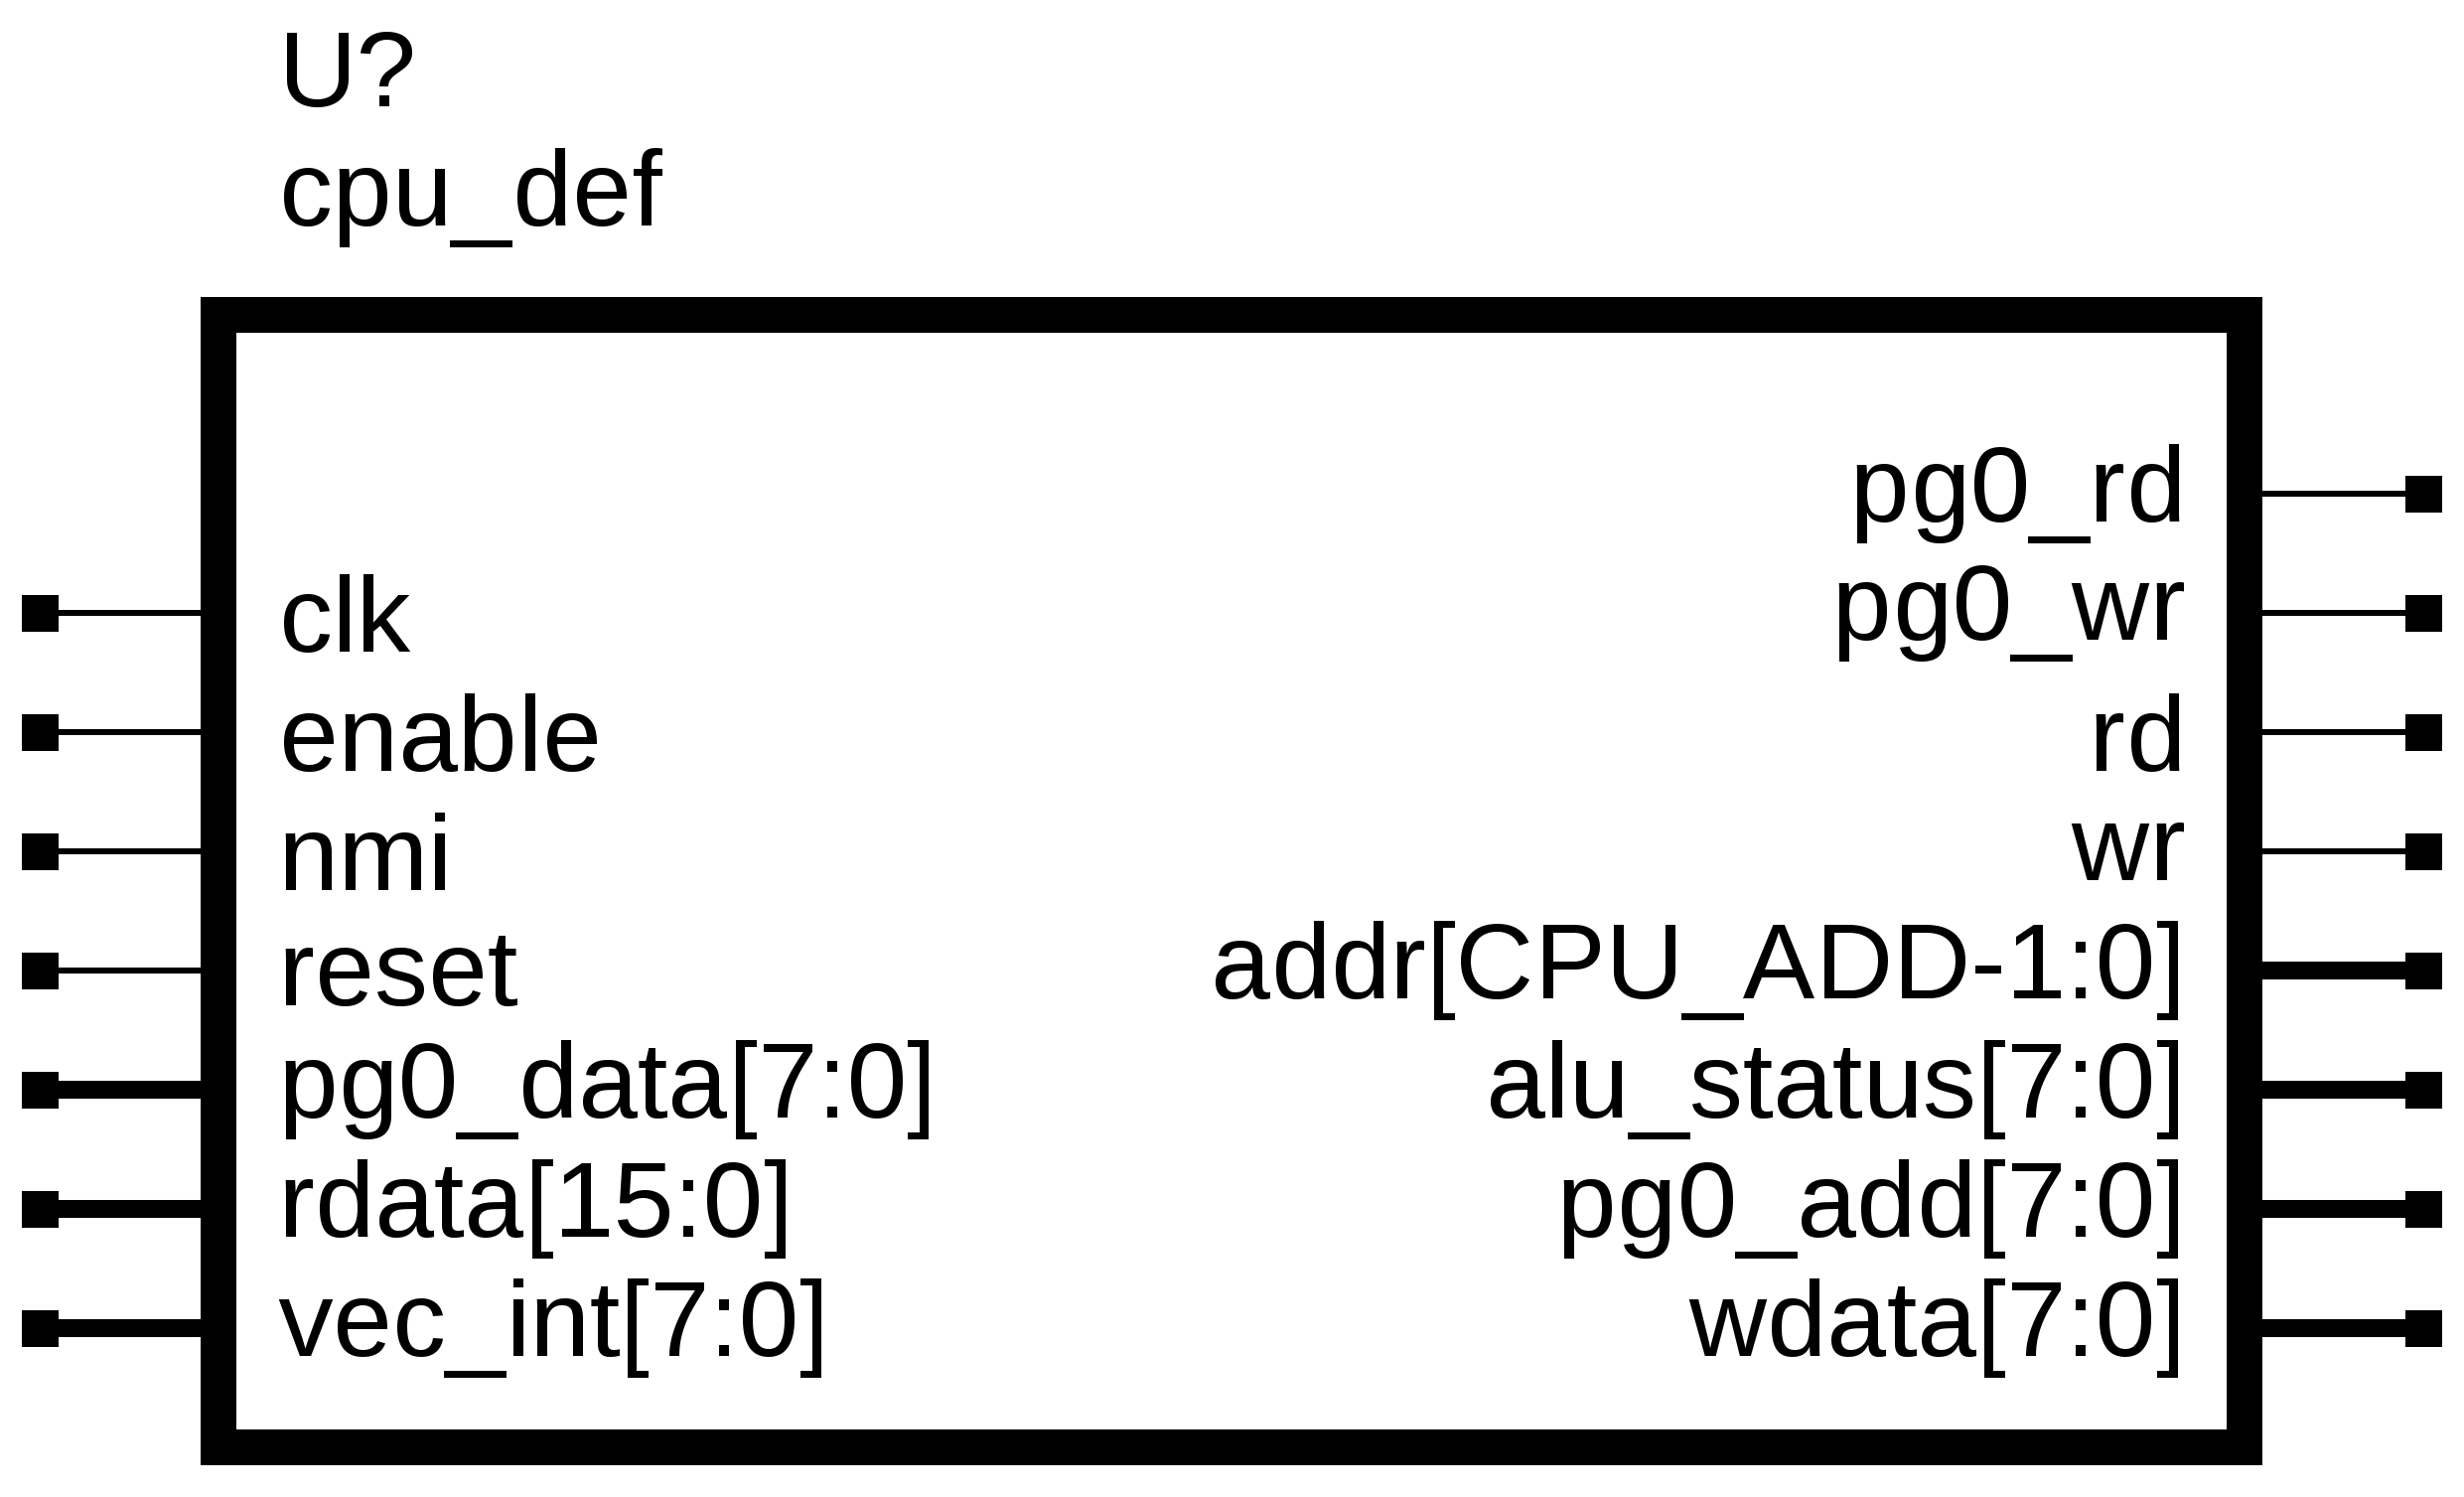 U?
cpu_def
pg0_rd
clk
pg0_wr
enable
rd
nmi
wr
reset
addr[CPU_ADD-1:0]
pg0_data[7:0]
alu_status[7:0]
rdata[15:0]
pg0_add[7:0]
vec_int[7:0]
wdata[7:0]